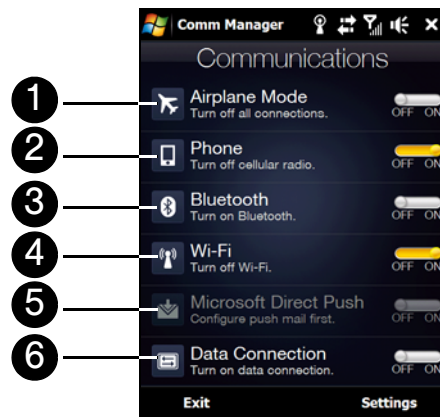 Comm Manager
Communications
1
Airplane Mode
Turn off all connections.
OFF ON
2
Phone
Turn off cellular radio.
OFF ON
3
Bluetooth
Turn on Bluetooth.
OFF ON
4
Wi-Fi
Turn off Wi-Fi.
OFF ON
5
Microsoft Direct Push
Configure push mail first.
OFF ON
6
Data Connection
Turn on data connection.
OFF ON
Exit Settings